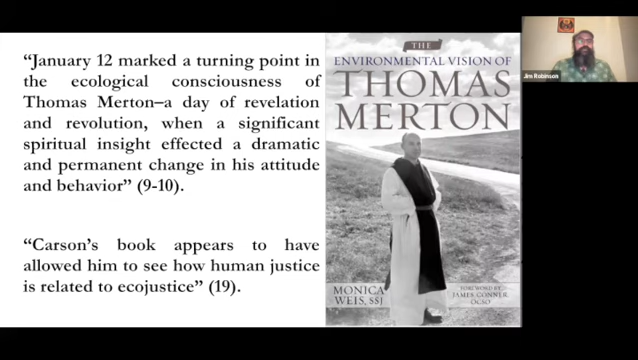 “January 12 marked a turning point in
the ecological consciousness of
Thomas Merton–a day of revelation
and revolution, when a significant
spiritual insight effected a dramatic
and permanent change in his attitude
and behavior” (9-10).
“Carson’s book appears to have
allowed him to see how human justice
is related to ecojustice” (19).
THE
ENVIRONMENTAL VISION OF
THOMAS
MERTON
MONICA
WEIS, SSJ
FOREWORD BY
JAMES CONNER,
OCSO
Jim Robinson